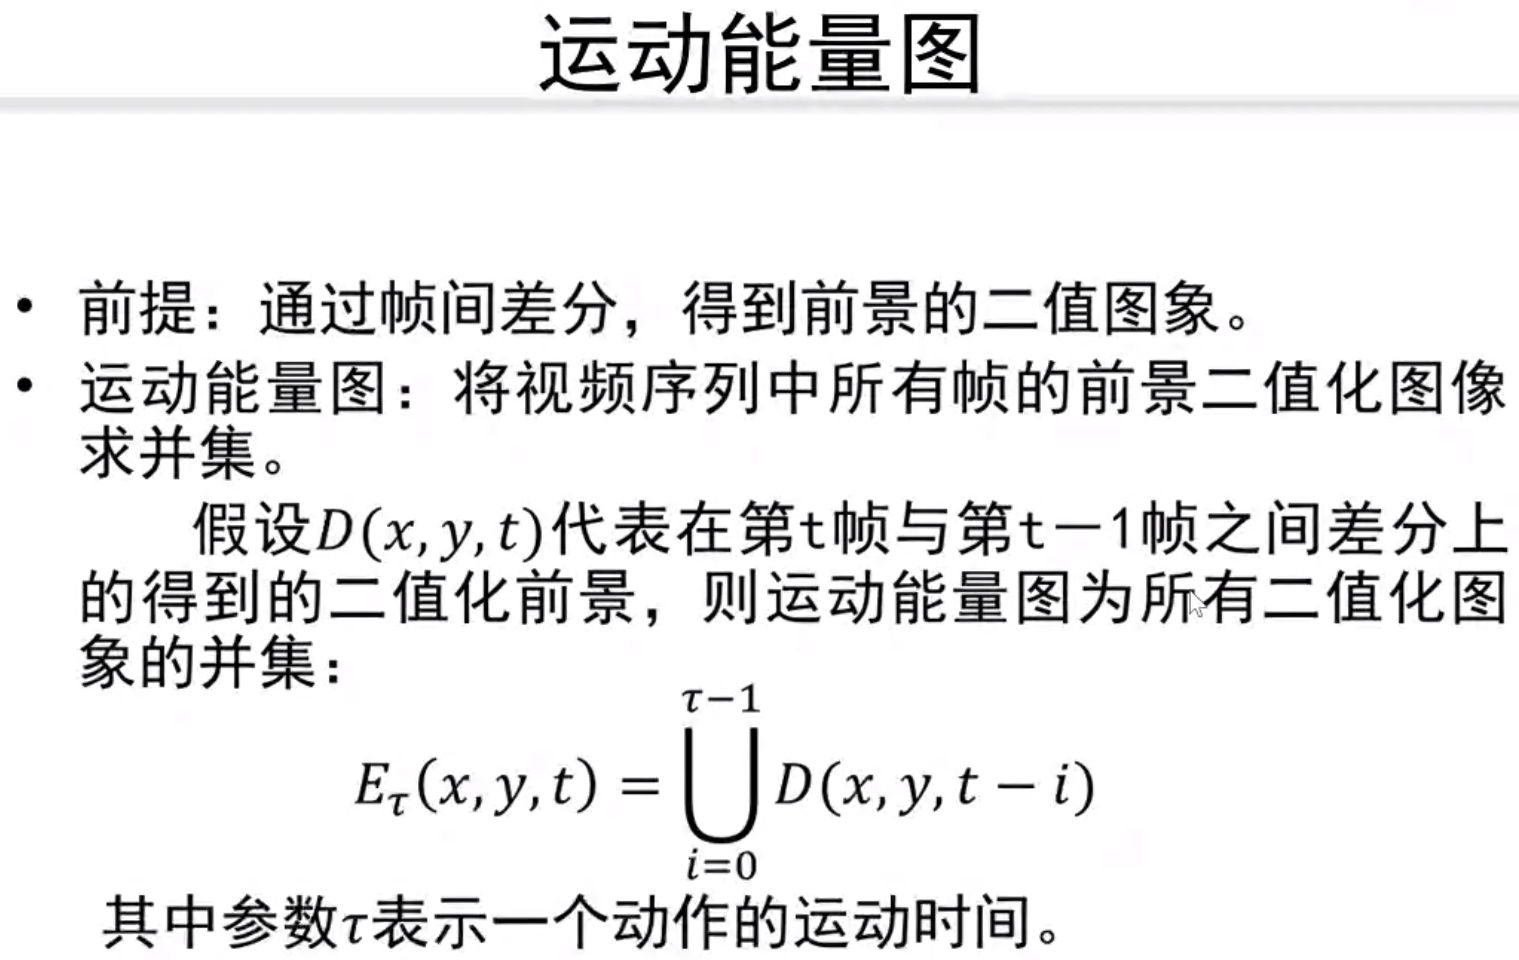 运动能量图
• 前提：通过帧间差分，得到前景的二值图象。
• 运动能量图：将视频序列中所有帧的前景二值化图像
求并集。
假设D(x, y, t)代表在第t帧与第t－1帧之间差分上
的得到的二值化前景，则运动能量图为所有二值化图
象的并集：
E_τ(x, y, t) = ⋃_{i=0}^{τ−1} D(x, y, t − i)
其中参数τ表示一个动作的运动时间。